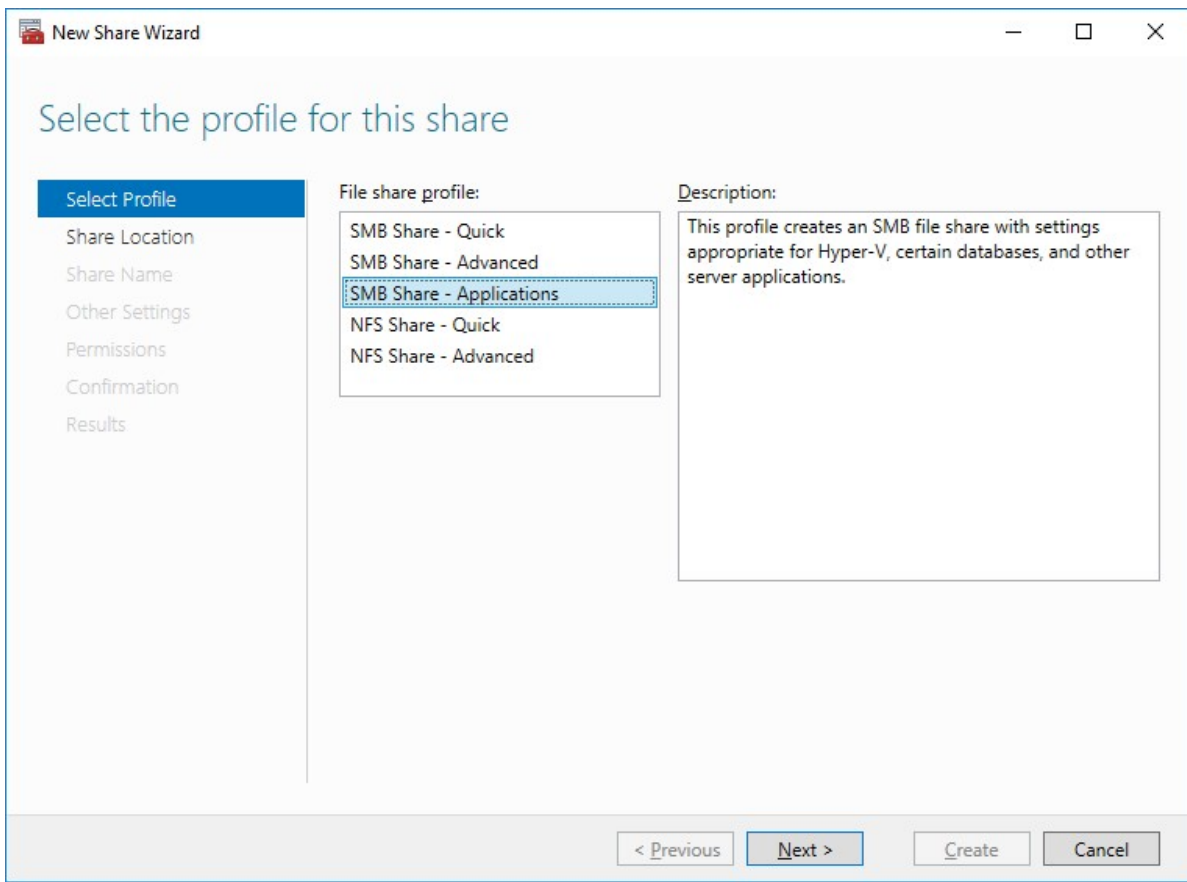 New Share Wizard
Select the profile for this share
Select Profile
Share Location
Share Name
Other Settings
Permissions
Confirmation
Results
File share profile:
SMB Share - Quick
SMB Share - Advanced
SMB Share - Applications
NFS Share - Quick
NFS Share - Advanced
Description:
This profile creates an SMB file share with settings
appropriate for Hyper-V, certain databases, and other
server applications.
< Previous
Next >
Create
Cancel